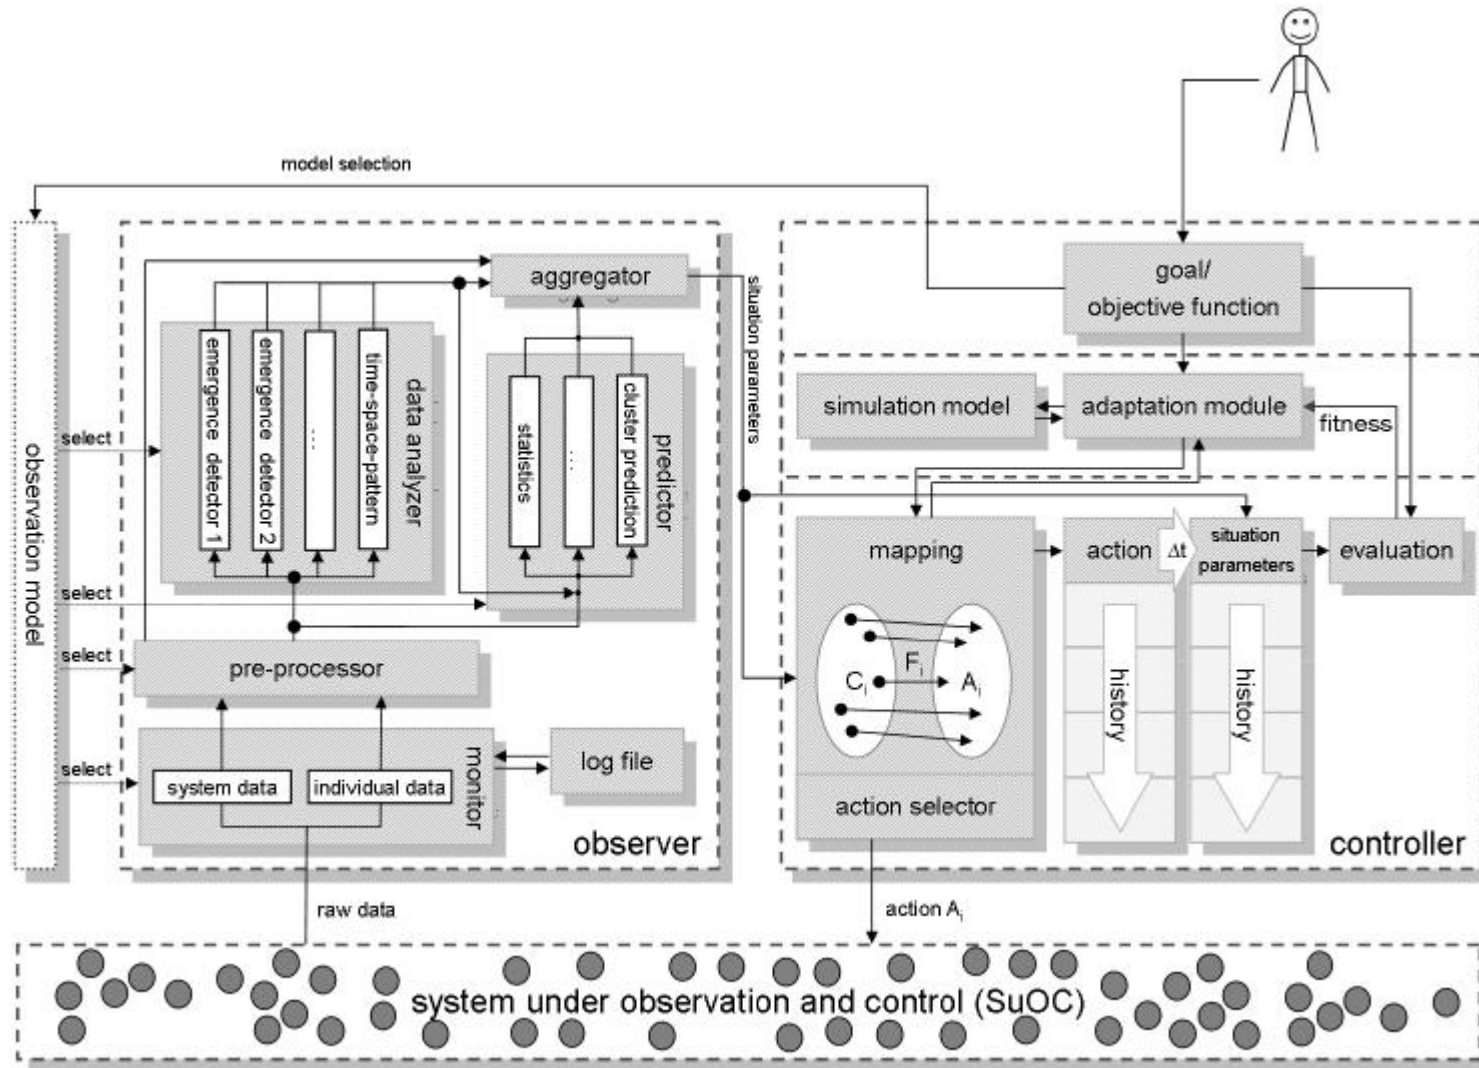 model selection
goal/
objective function
aggregator
situation parameters
emergence detector 1
emergence detector 2
...
time-space-pattern
data analyzer
statistics
...
cluster prediction
predictor
simulation model
adaptation module
fitness
observation model
select
select
select
select
pre-processor
system data
individual data
monitor
log file
observer
mapping
C i
F i
A i
action selector
action
Δt
situation
parameters
evaluation
history
history
controller
raw data
action A i
system under observation and control (SuOC)